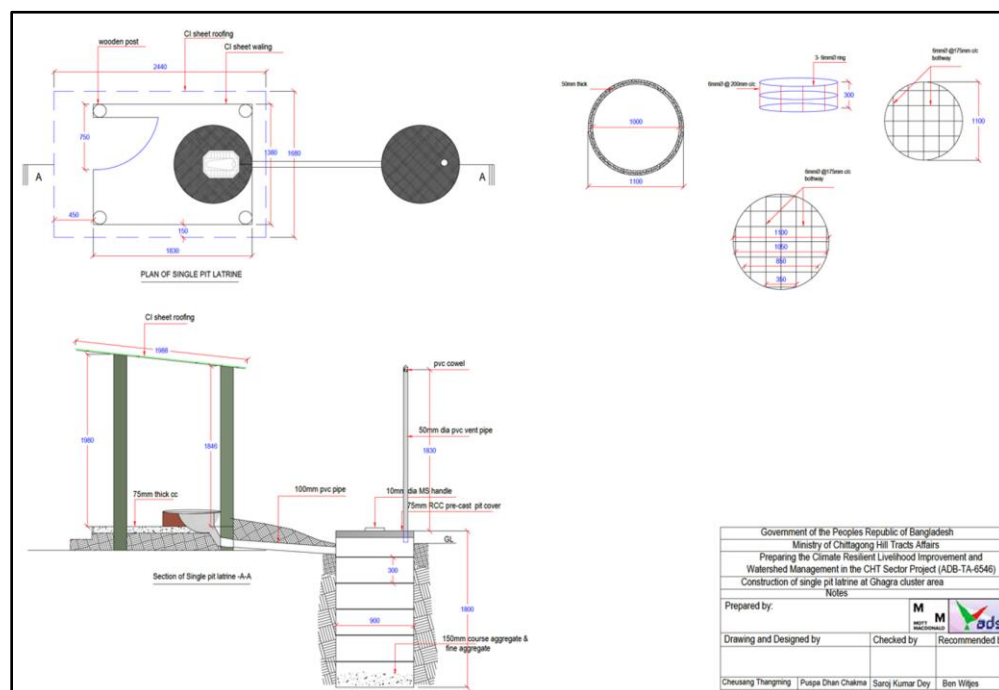 wooden post
CI sheet roofing
CI sheet waling
2440
750
1380
1680
A
A
450
150
1830
PLAN OF SINGLE PIT LATRINE
50mm thick
1000
1100
3- 6mmØ ring
6mmØ @ 200mm c/c
300
6mmØ @175mm c/c
bothway
1100
6mmØ @175mm c/c
bothway
1100
1050
850
350
CI sheet roofing
1988
1980
1846
75mm thick cc
100mm pvc pipe
10mm dia MS handle
75mm RCC pre-cast pit cover
pvc cowel
50mm dia pvc vent pipe
1830
GL
300
900
1800
150mm course aggregate &
fine aggregate
Section of Single pit latrine -A-A
Government of the Peoples Republic of Bangladesh
Ministry of Chittagong Hill Tracts Affairs
Preparing the Climate Resilient Livelihood Improvement and
Watershed Management in the CHT Sector Project (ADB-TA-6546)
Construction of single pit latrine at Ghagra cluster area
Notes
Prepared by:
M
M
MOTT
MACDONALD
ads
Drawing and Designed by
Checked by
Recommended b
Cheusang Thangming
Puspa Dhan Chakma
Saroj Kumar Dey
Ben Witjes